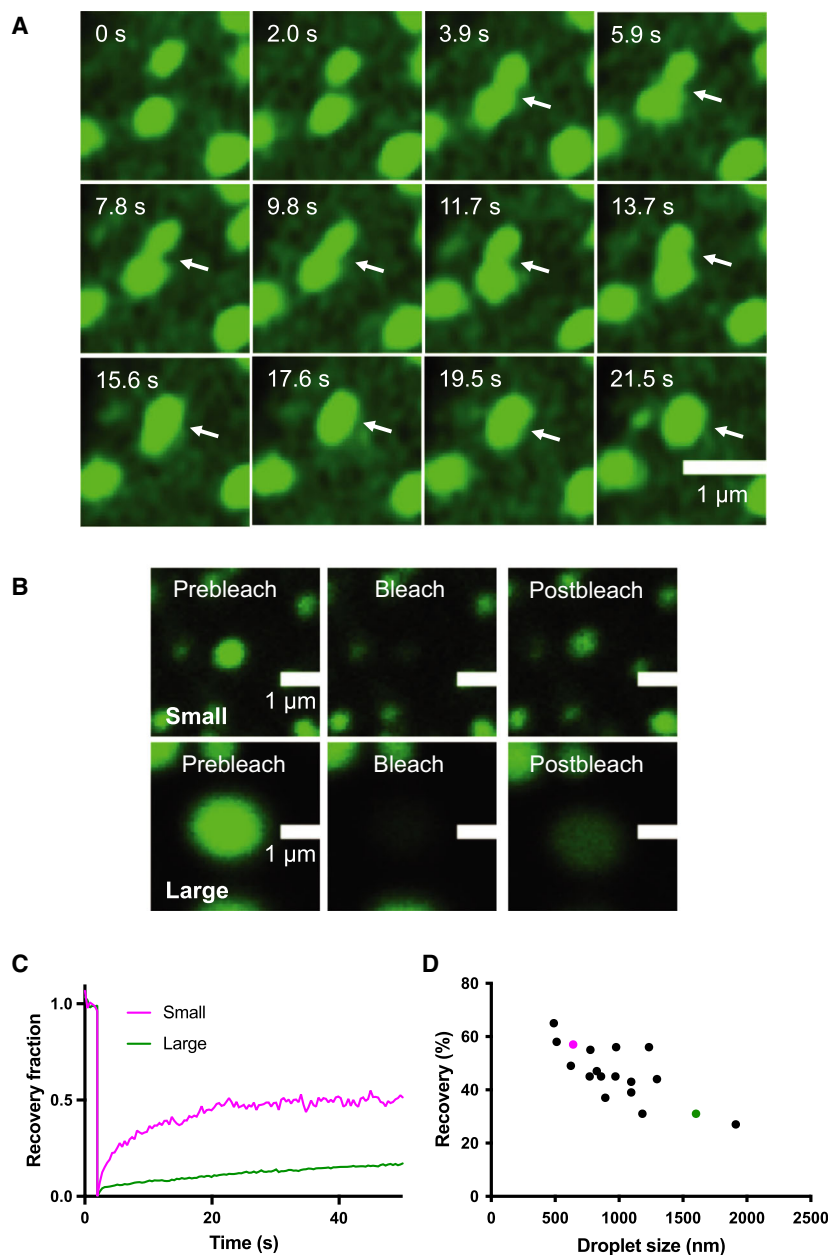 A
0 s
2.0 s
3.9 s
5.9 s
7.8 s
9.8 s
11.7 s
13.7 s
15.6 s
17.6 s
19.5 s
21.5 s
1 μm
B
Prebleach
Bleach
Postbleach
1 μm
Small
Prebleach
Bleach
Postbleach
1 μm
Large
C
Recovery fraction
1.0
0.5
0.0
0
20
40
Time (s)
Small
Large
D
Recovery (%)
80
60
40
20
0
0
500
1000
1500
2000
2500
Droplet size (nm)